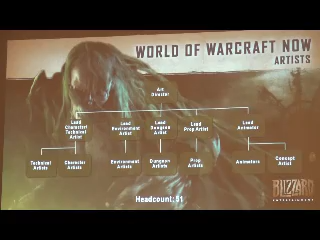 WORLD OF WARCRAFT NOW
ARTISTS
Art
Director
Lead
Character/
Technical
Artist
Lead
Environment
Artist
Lead
Dungeon
Artist
Lead
Prop Artist
Lead
Animator
Technical
Artists
Character
Artists
Environment
Artists
Dungeon
Artists
Prop
Artists
Animators
Concept
Artist
Headcount: 51
BLIZZARD
ENTERTAINMENT